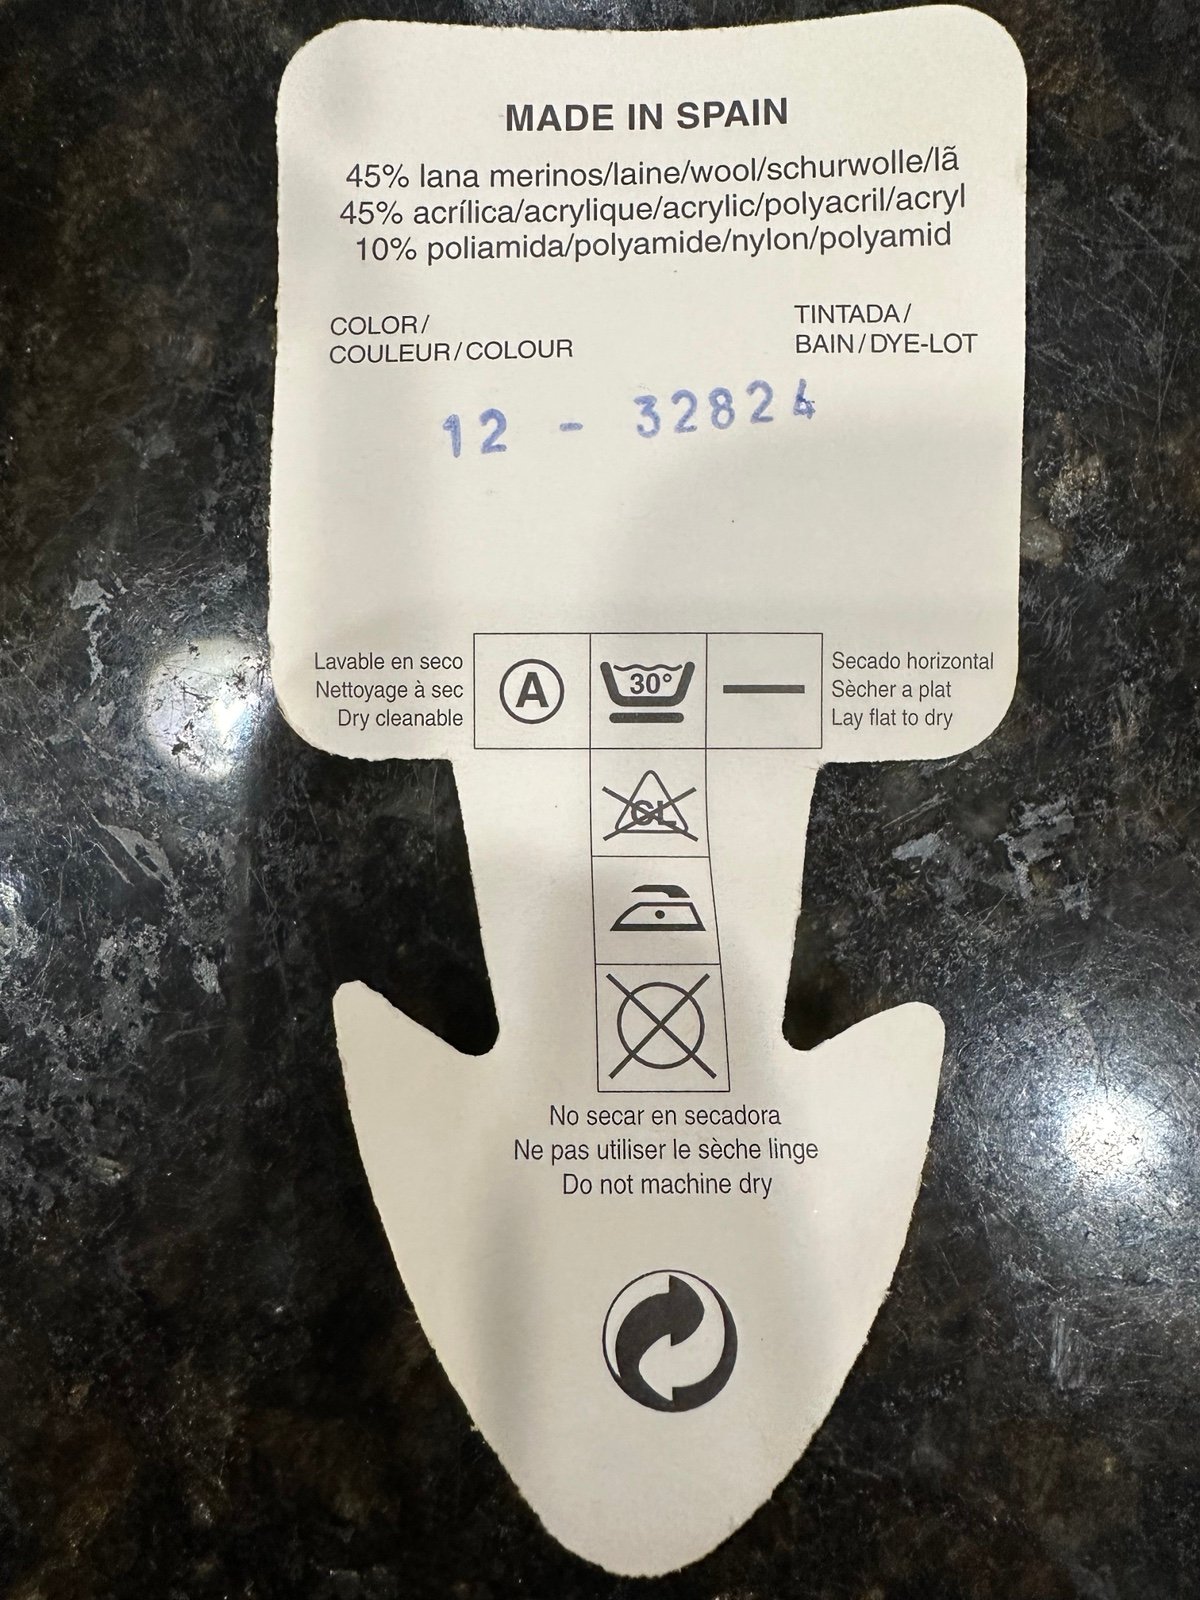 MADE IN SPAIN
45% lana merinos/laine/wool/schurwolle/lã
45% acrílica/acrylique/acrylic/polyacril/acryl
10% poliamida/polyamide/nylon/polyamid
COLOR/
COULEUR/COLOUR
TINTADA/
BAIN/DYE-LOT
12 - 32824
Lavable en seco
Nettoyage à sec
Dry cleanable
A
30°
Secado horizontal
Sècher a plat
Lay flat to dry
CL
No secar en secadora
Ne pas utiliser le sèche linge
Do not machine dry